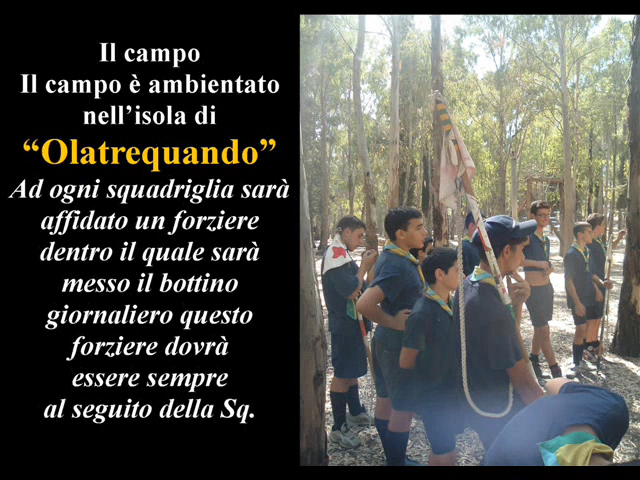 Il campo
Il campo è ambientato
nell’isola di
“Olatrequando”
Ad ogni squadriglia sarà
affidato un forziere
dentro il quale sarà
messo il bottino
giornaliero questo
forziere dovrà
essere sempre
al seguito della Sq.